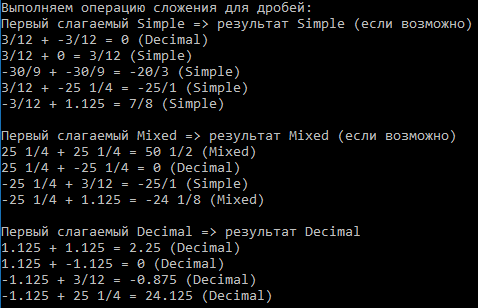 Выполняем операцию сложения для дробей:
Первый слагаемый Simple => результат Simple (если возможно)
3/12 + -3/12 = 0 (Decimal)
3/12 + 0 = 3/12 (Simple)
-30/9 + -30/9 = -20/3 (Simple)
3/12 + -25 1/4 = -25/1 (Simple)
-3/12 + 1.125 = 7/8 (Simple)
Первый слагаемый Mixed => результат Mixed (если возможно)
25 1/4 + 25 1/4 = 50 1/2 (Mixed)
25 1/4 + -25 1/4 = 0 (Decimal)
-25 1/4 + 3/12 = -25/1 (Simple)
-25 1/4 + 1.125 = -24 1/8 (Mixed)
Первый слагаемый Decimal => результат Decimal
1.125 + 1.125 = 2.25 (Decimal)
1.125 + -1.125 = 0 (Decimal)
-1.125 + 3/12 = -0.875 (Decimal)
-1.125 + 25 1/4 = 24.125 (Decimal)